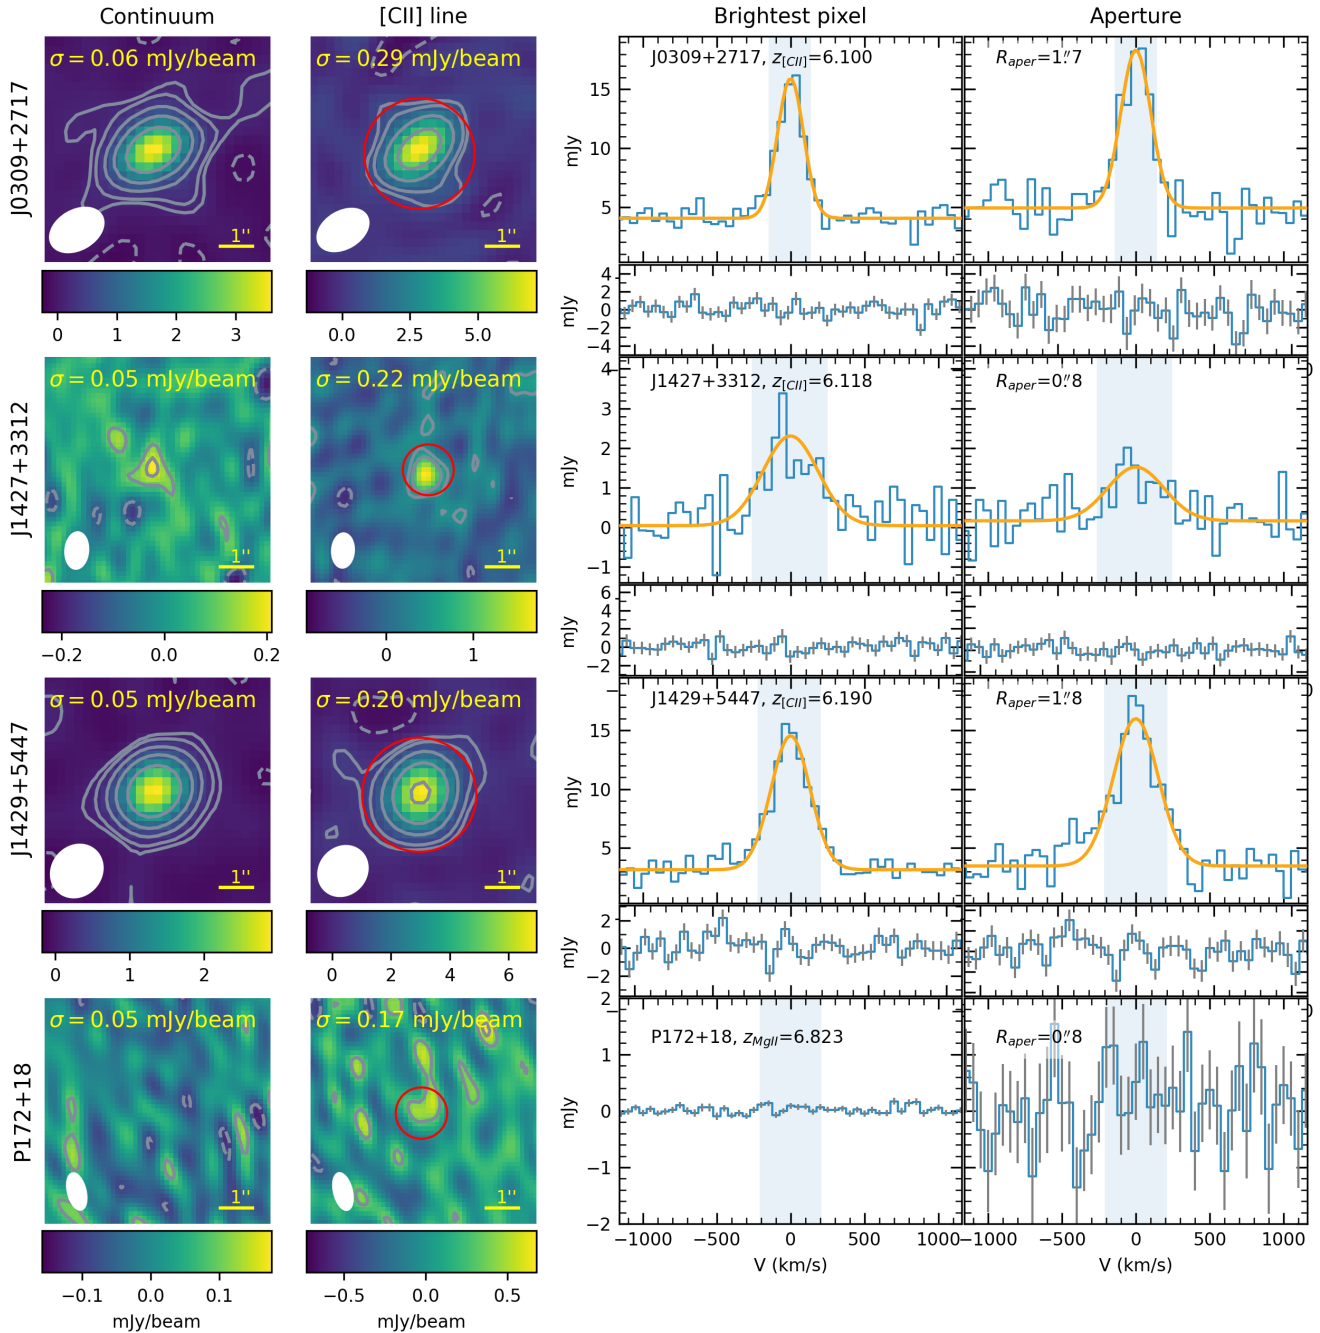 Continuum [CII] line Brightest pixel Aperture
J0309+2717
σ = 0.06 mJy/beam
1''
0 1 2 3
σ = 0.29 mJy/beam
1''
0.0 2.5 5.0
J0309+2717, z[CII]=6.100
mJy
15
10
5
Raper=1."7
mJy
4
2
0
−2
−4
J1427+3312
σ = 0.05 mJy/beam
1''
−0.2 0.0 0.2
σ = 0.22 mJy/beam
1''
0 1
J1427+3312, z[CII]=6.118
mJy
4
3
2
1
0
−1
Raper=0."8
0
mJy
6
4
2
0
−2
J1429+5447
σ = 0.05 mJy/beam
1''
0 1 2
σ = 0.20 mJy/beam
1''
0 2 4 6
J1429+5447, z[CII]=6.190
mJy
15
10
5
Raper=1."8
0
mJy
2
0
−2
P172+18
σ = 0.05 mJy/beam
1''
−0.1 0.0 0.1
mJy/beam
σ = 0.17 mJy/beam
1''
−0.5 0.0 0.5
mJy/beam
P172+18, zMgII=6.823
mJy
2
1
0
−1
−2
Raper=0."8
0
−1000 −500 0 500 1000
V (km/s)
−1000 −500 0 500 1000
V (km/s)